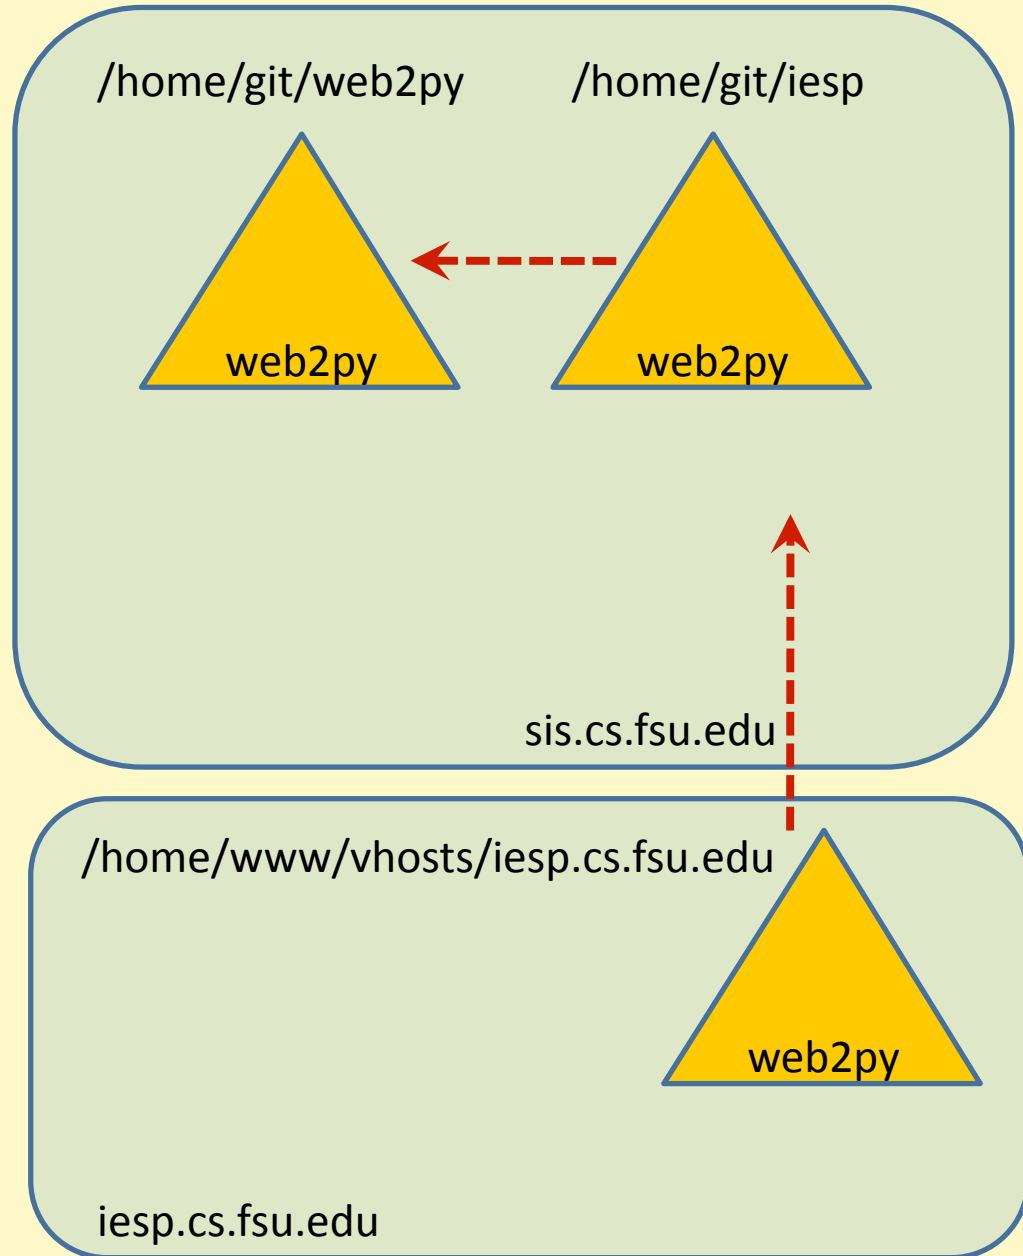 /home/git/web2py
/home/git/iesp
web2py
web2py
sis.cs.fsu.edu
/home/www/vhosts/iesp.cs.fsu.edu
web2py
iesp.cs.fsu.edu